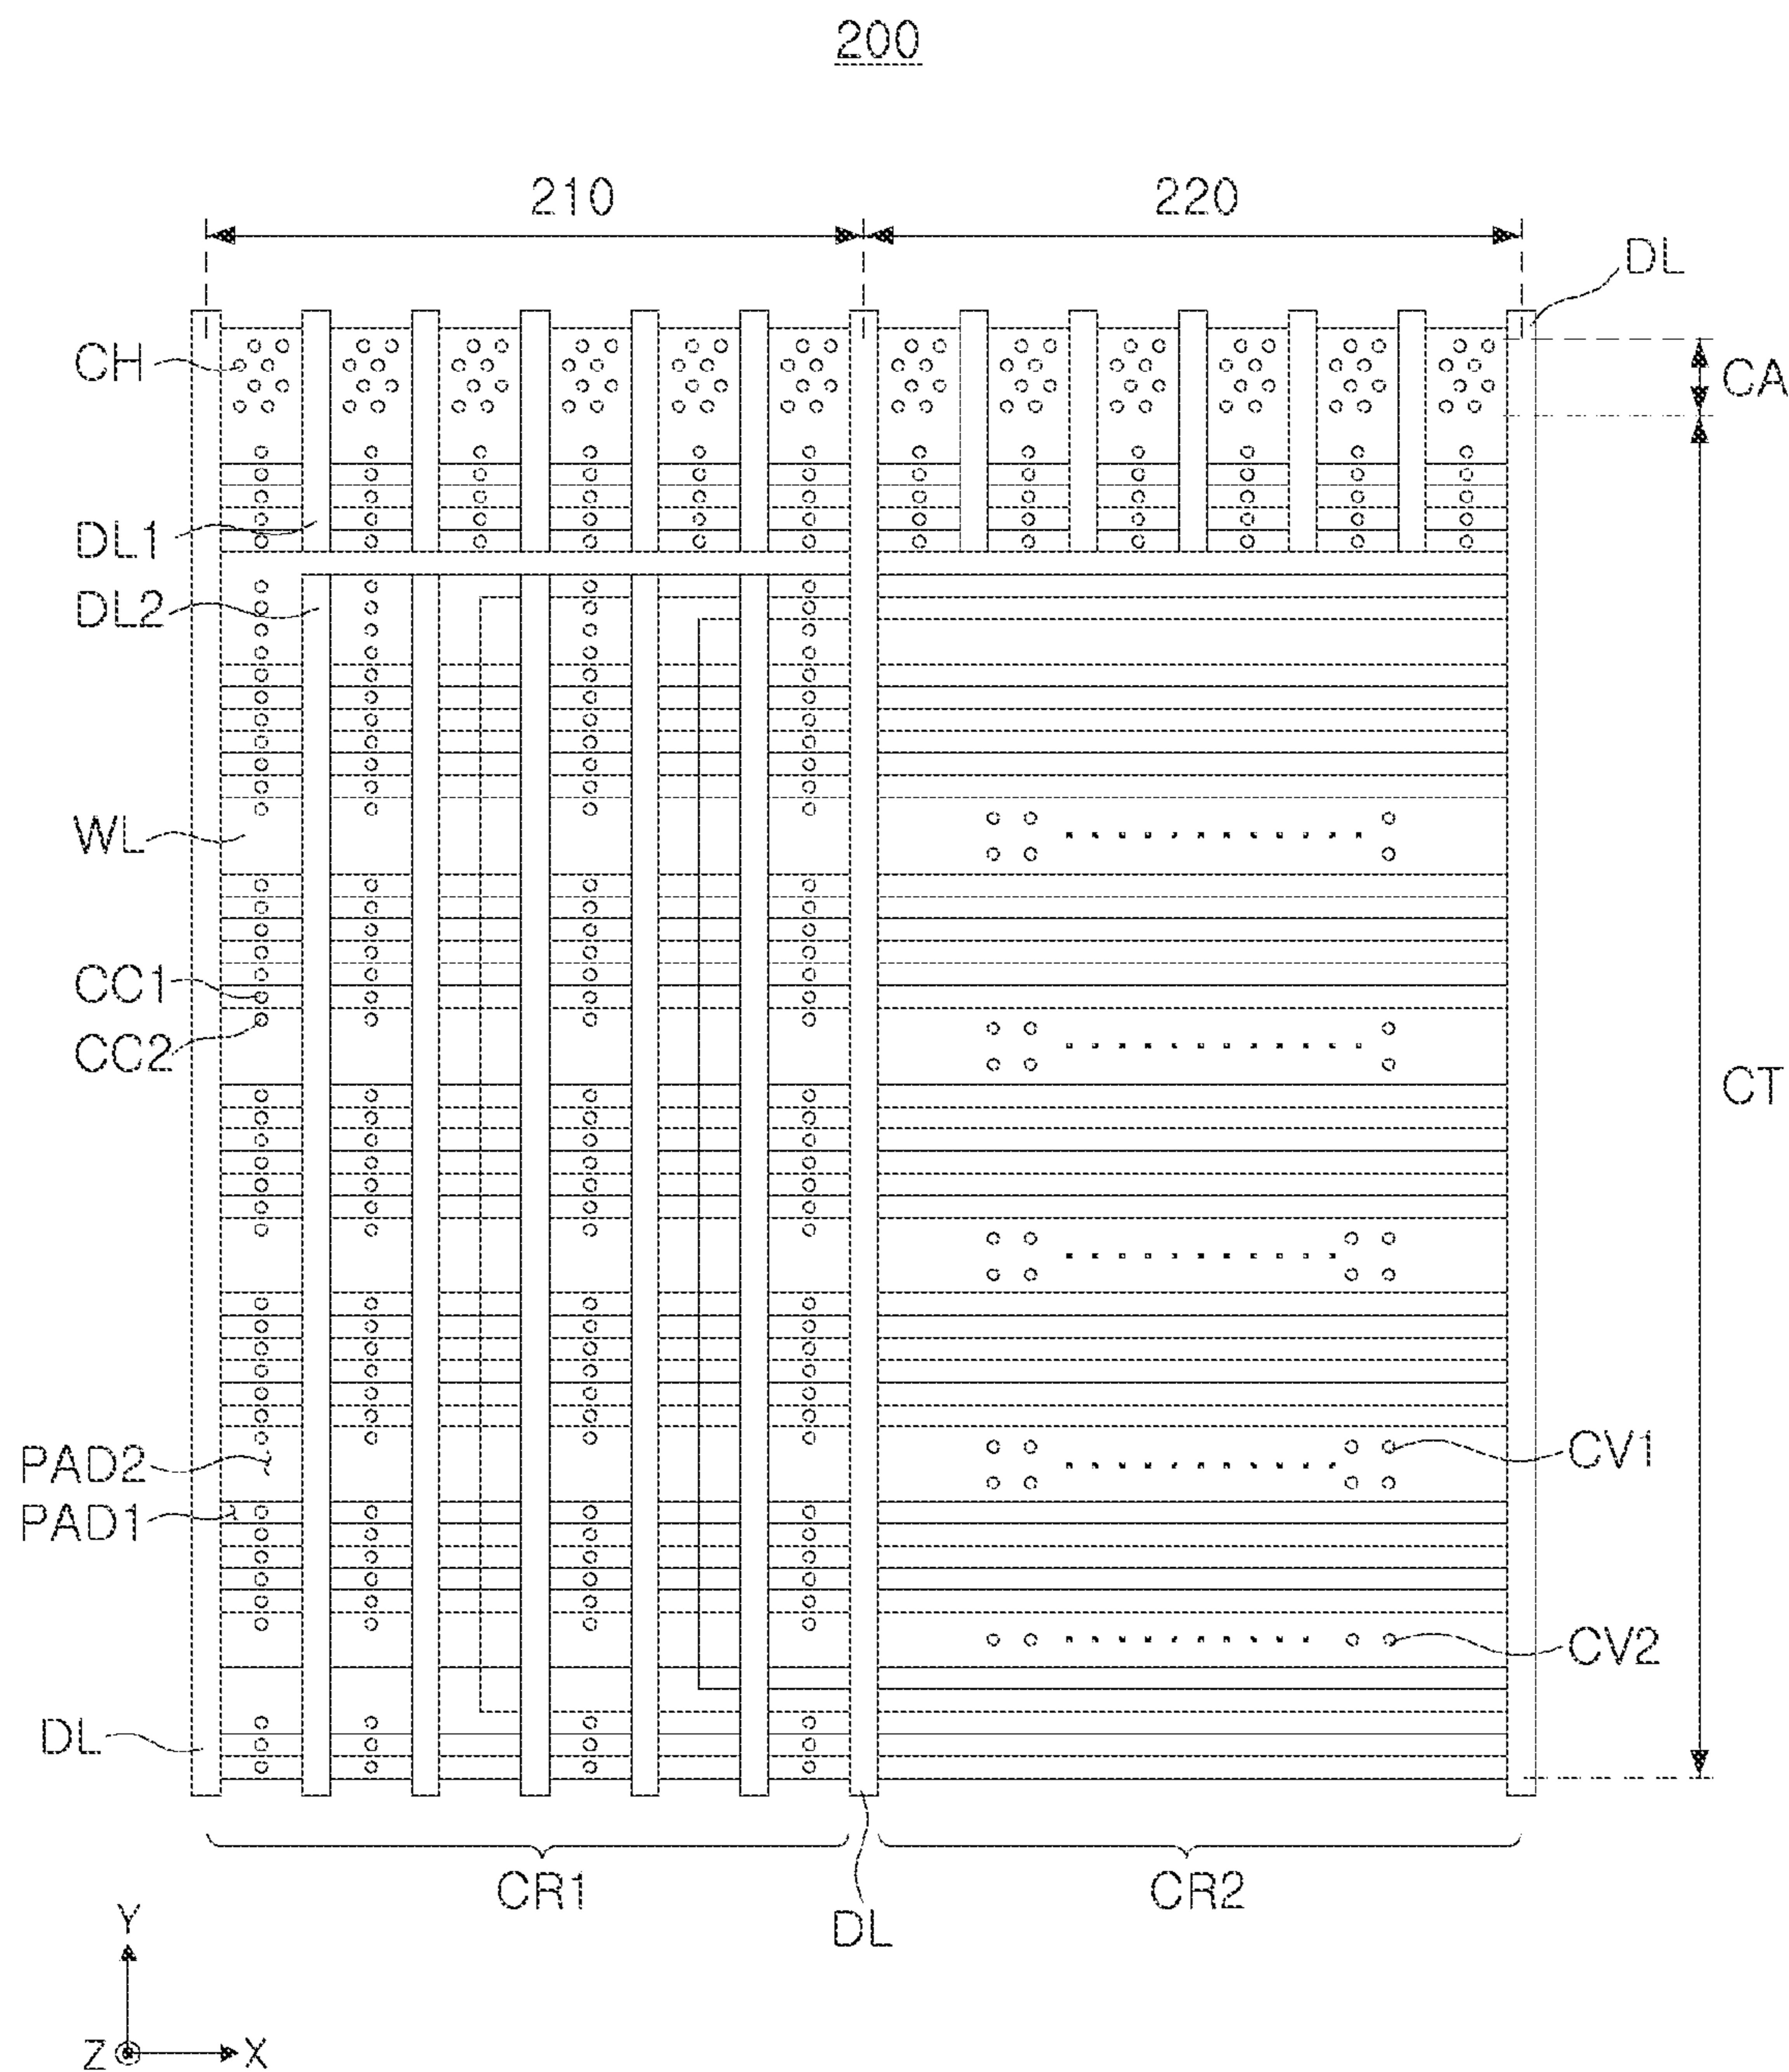 200
210
220
DL
CH
CA
DL1
DL2
WL
CC1
CC2
CT
PAD2
PAD1
CV1
CV2
DL
CR1
CR2
DL
Y
Z
X